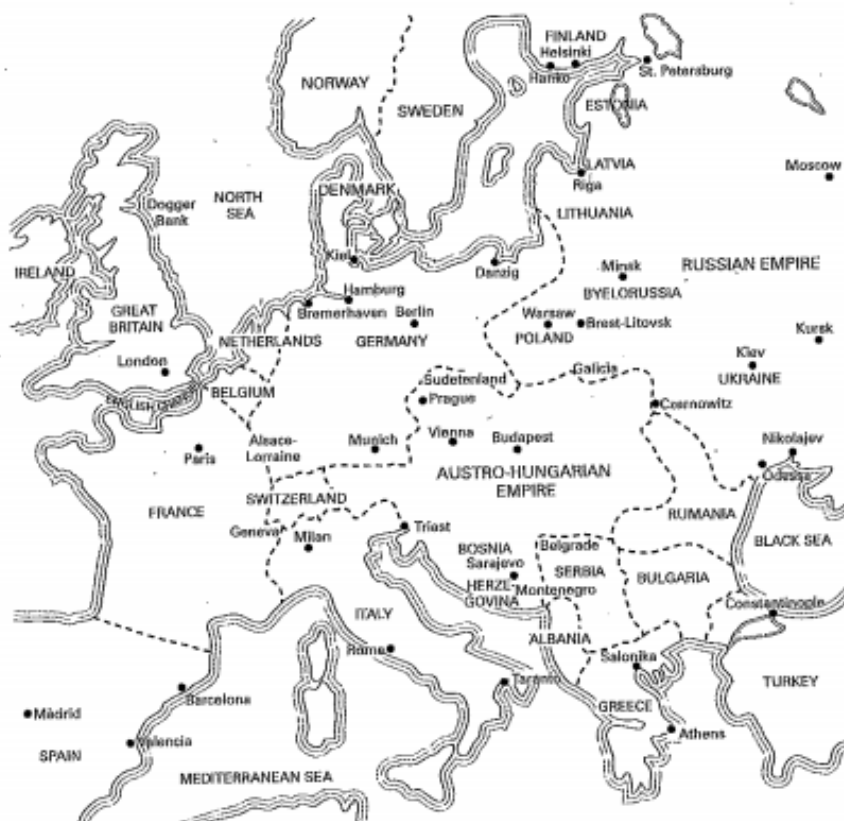 FINLAND
Helsinki
Hanko
St. Petersburg
NORWAY
SWEDEN
ESTONIA
Moscow
LATVIA
Riga
DENMARK
NORTH
SEA
Dogger
Bank
LITHUANIA
Kiel
Danzig
Minsk
RUSSIAN EMPIRE
BYELORUSSIA
IRELAND
Hamburg
Bremerhaven
Berlin
GREAT
BRITAIN
NETHERLANDS
GERMANY
Warsaw
POLAND
Brest-Litovsk
Kursk
London
Kiev
UKRAINE
Sudetenland
Galicia
ENGLISH CHANNEL
BELGIUM
Prague
Czernowitz
Alsace-
Lorraine
Munich
Vienna
Budapest
Nikolajev
Paris
Odessa
AUSTRO-HUNGARIAN
EMPIRE
SWITZERLAND
FRANCE
RUMANIA
Geneva
Milan
Triest
BLACK SEA
BOSNIA
Sarajevo
Belgrade
SERBIA
HERZE-
GOVINA
Montenegro
BULGARIA
Constantinople
ITALY
ALBANIA
Rome
Salonika
Taranto
TURKEY
Barcelona
GREECE
Madrid
Valencia
Athens
SPAIN
MEDITERRANEAN SEA